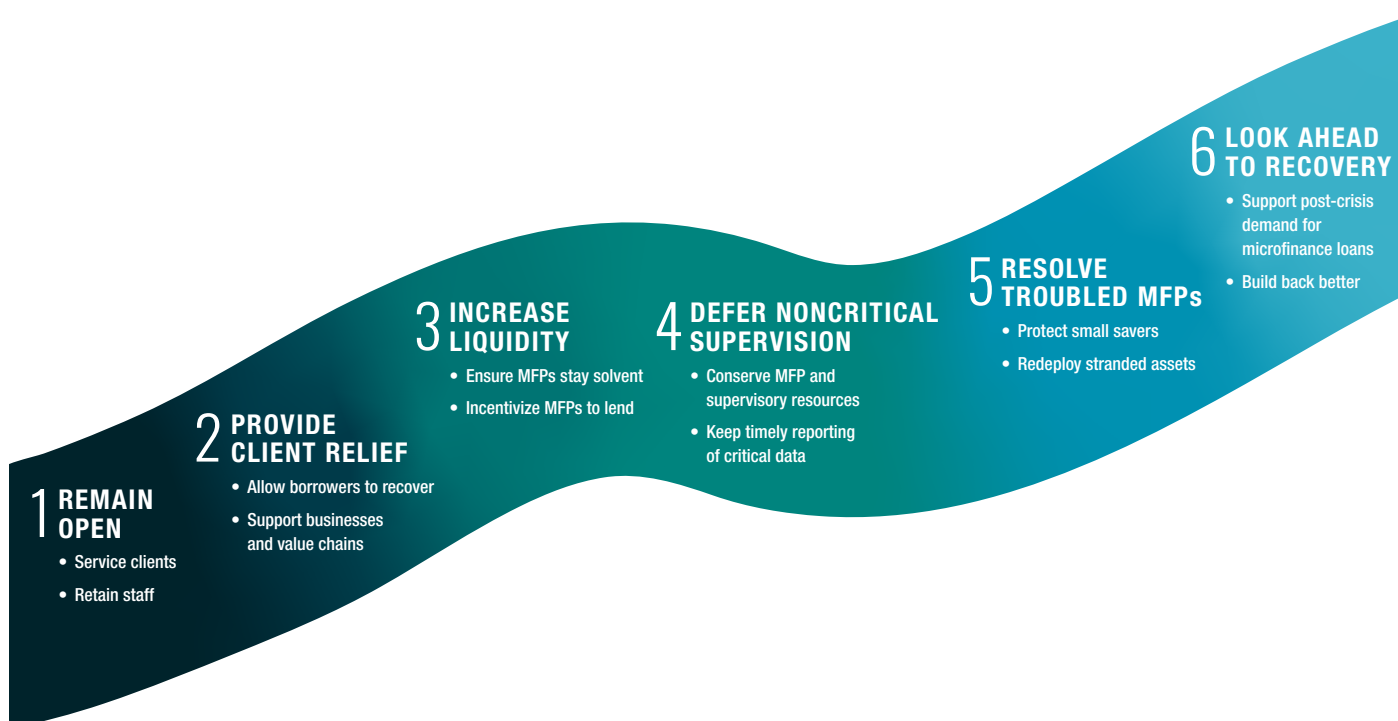 1 REMAIN
OPEN
• Service clients
• Retain staff
2 PROVIDE
CLIENT RELIEF
• Allow borrowers to recover
• Support businesses
and value chains
3 INCREASE
LIQUIDITY
• Ensure MFPs stay solvent
• Incentivize MFPs to lend
4 DEFER NONCRITICAL
SUPERVISION
• Conserve MFP and
supervisory resources
• Keep timely reporting
of critical data
5 RESOLVE
TROUBLED MFPs
• Protect small savers
• Redeploy stranded assets
6 LOOK AHEAD
TO RECOVERY
• Support post-crisis
demand for
microfinance loans
• Build back better